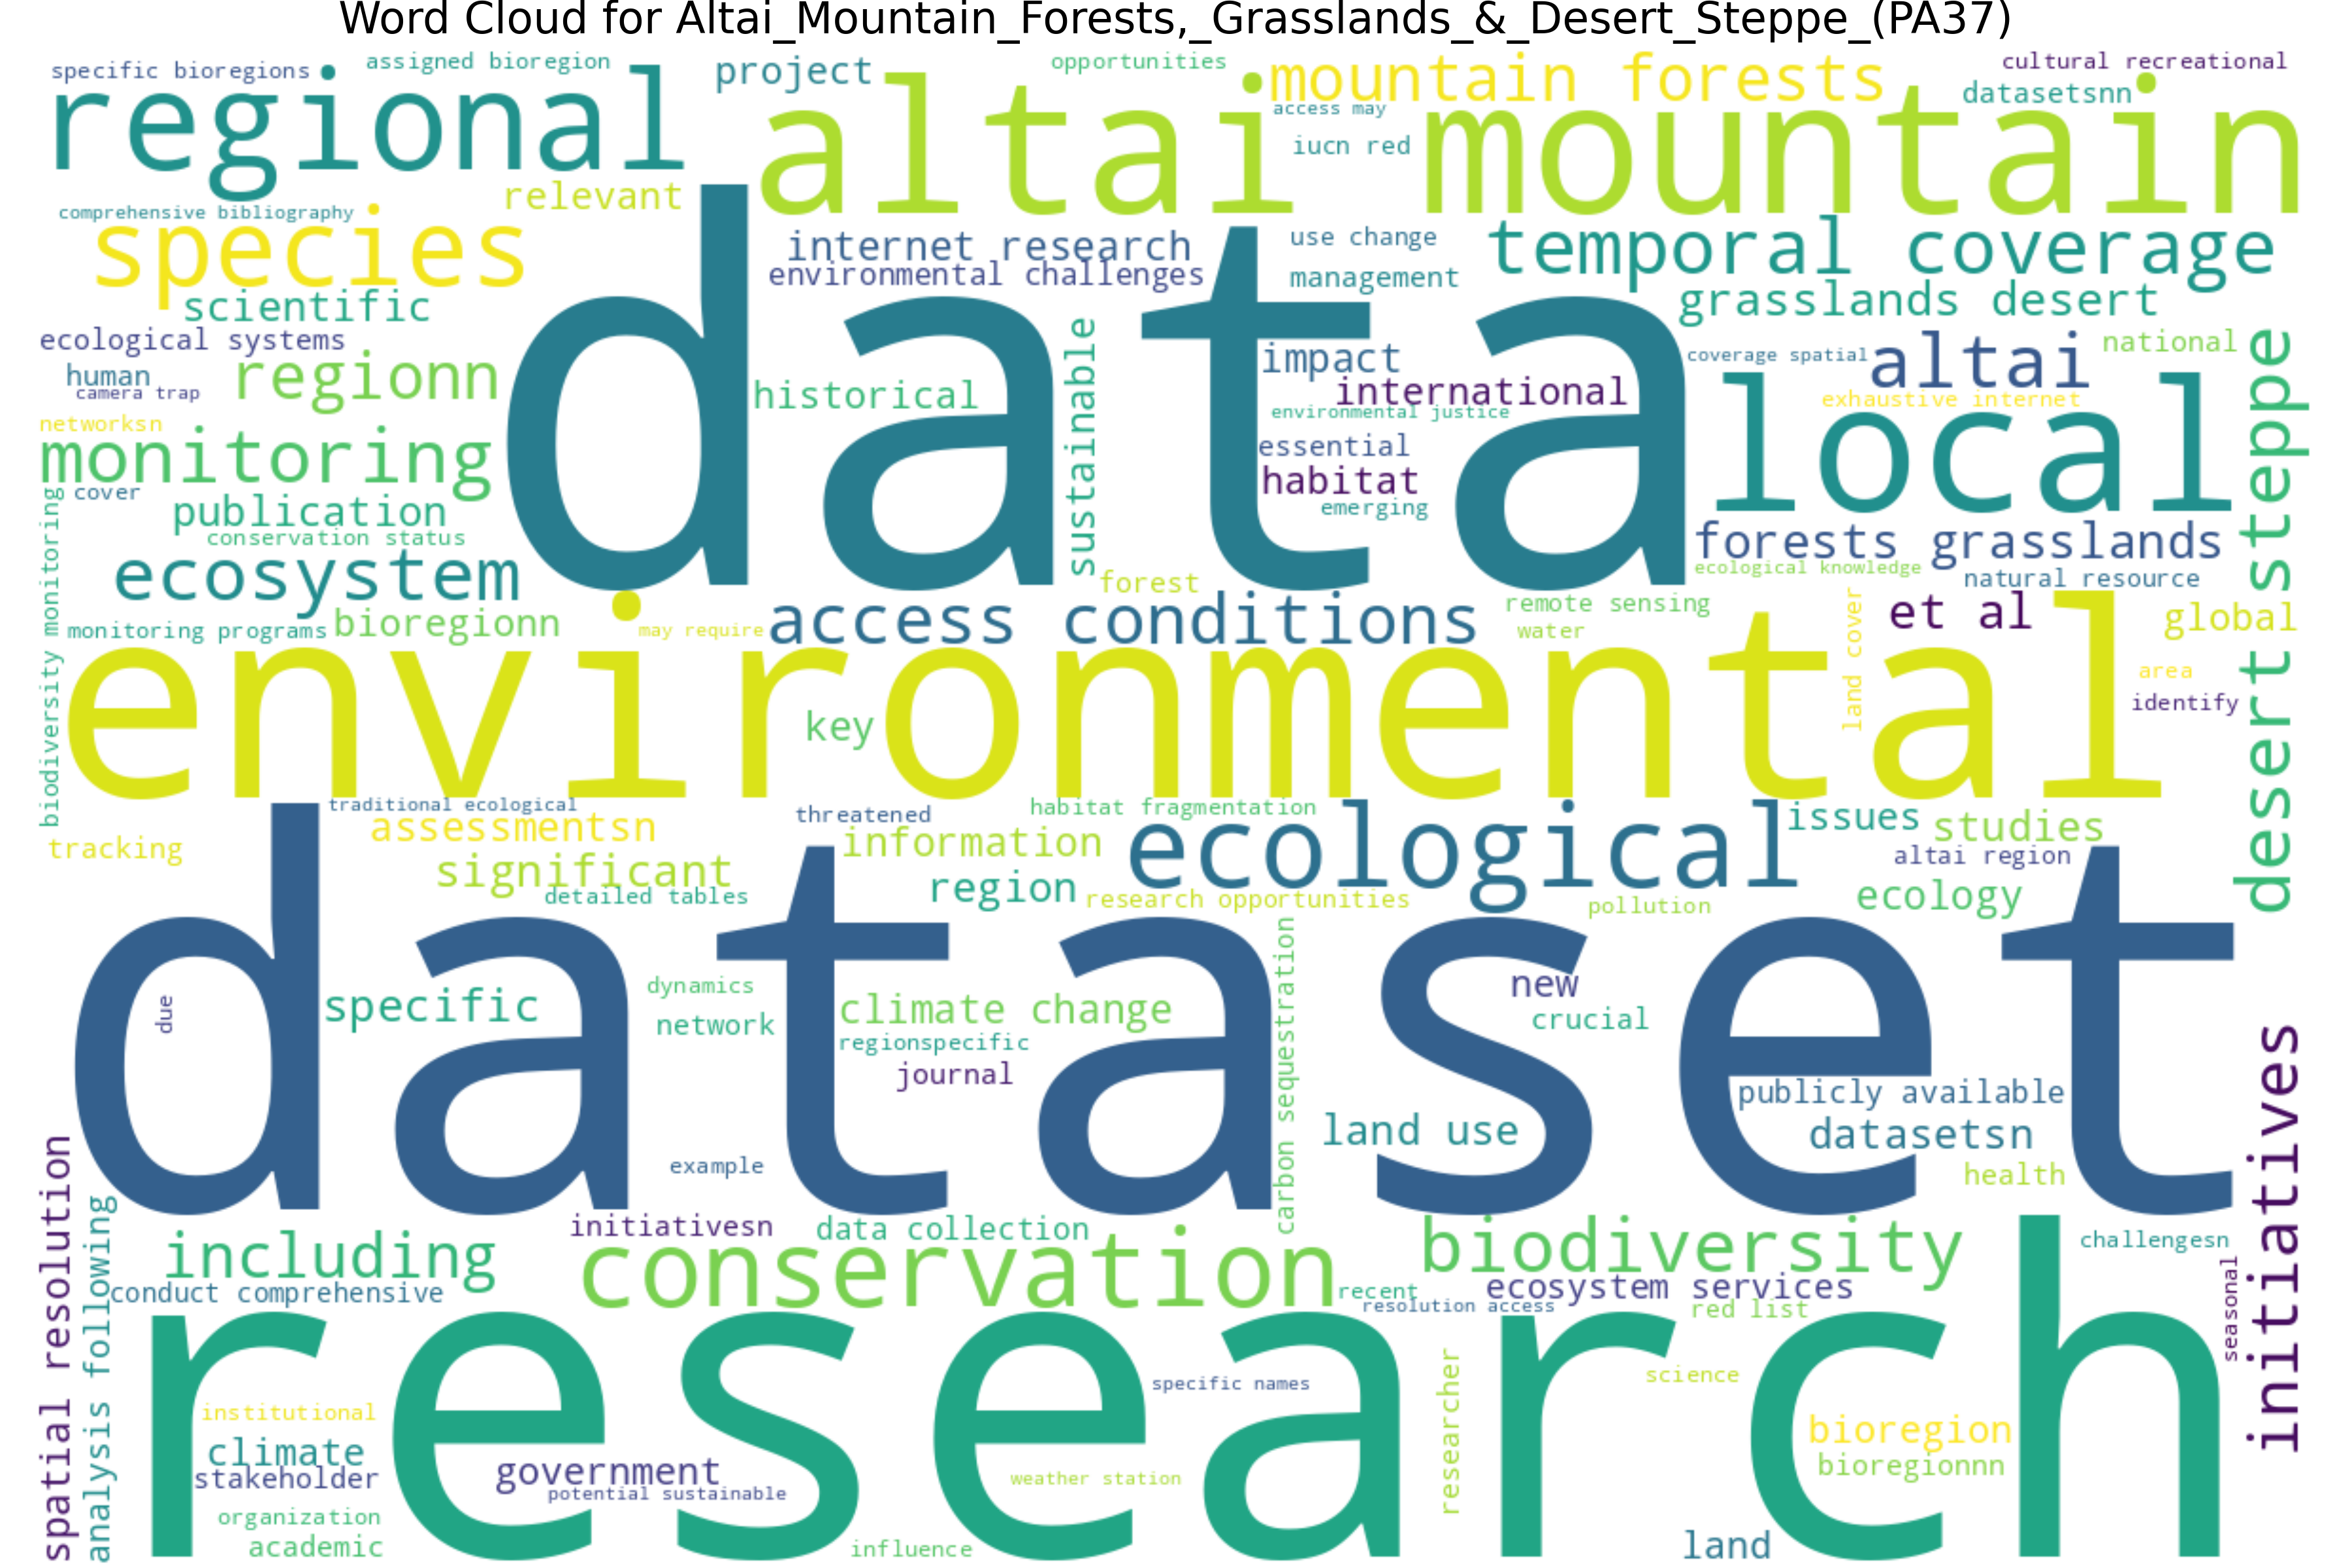 Word Cloud for Altai_Mountain_Forests,_Grasslands_&_Desert_Steppe_(PA37)
specific bioregions
assigned bioregion
project
opportunities
mountain forests
cultural recreational
regional
altai mountain
access may
datasetsnn
iucn red
relevant
comprehensive bibliography
species
internet research
use change
temporal coverage
environmental challenges
management
scientific
grasslands desert
data
ecological systems
human
camera trap
regionn
historical
sustainable
impact
international
environmental justice
coverage spatial
altai
national
exhaustive internet
networksn
monitoring
essential
habitat
emerging
local
desert steppe
cover
publication
conservation status
biodiversity monitoring
ecosystem
forests grasslands
ecological knowledge
natural resource
forest
monitoring programs
bioregionn
may require
access conditions
remote sensing
water
land cover
et al
global
environmental
key
area
identify
traditional ecological
threatened
habitat fragmentation
issues
studies
tracking
assessmentsn
information
ecological
altai region
significant
detailed tables
region
research opportunities
pollution
ecology
dataset
due
specific
dynamics
network
climate change
regionspecific
journal
carbon sequestration
new
crucial
publicly available
land use
datasetsn
health
example
initiatives
spatial resolution
analysis following
initiativesn
data collection
including
conservation
biodiversity
challengesn
conduct comprehensive
recent
ecosystem services
resolution access
red list
seasonal
research
specific names
researcher
science
institutional
climate
stakeholder
government
potential sustainable
weather station
bioregion
bioregionnn
organization
academic
influence
land